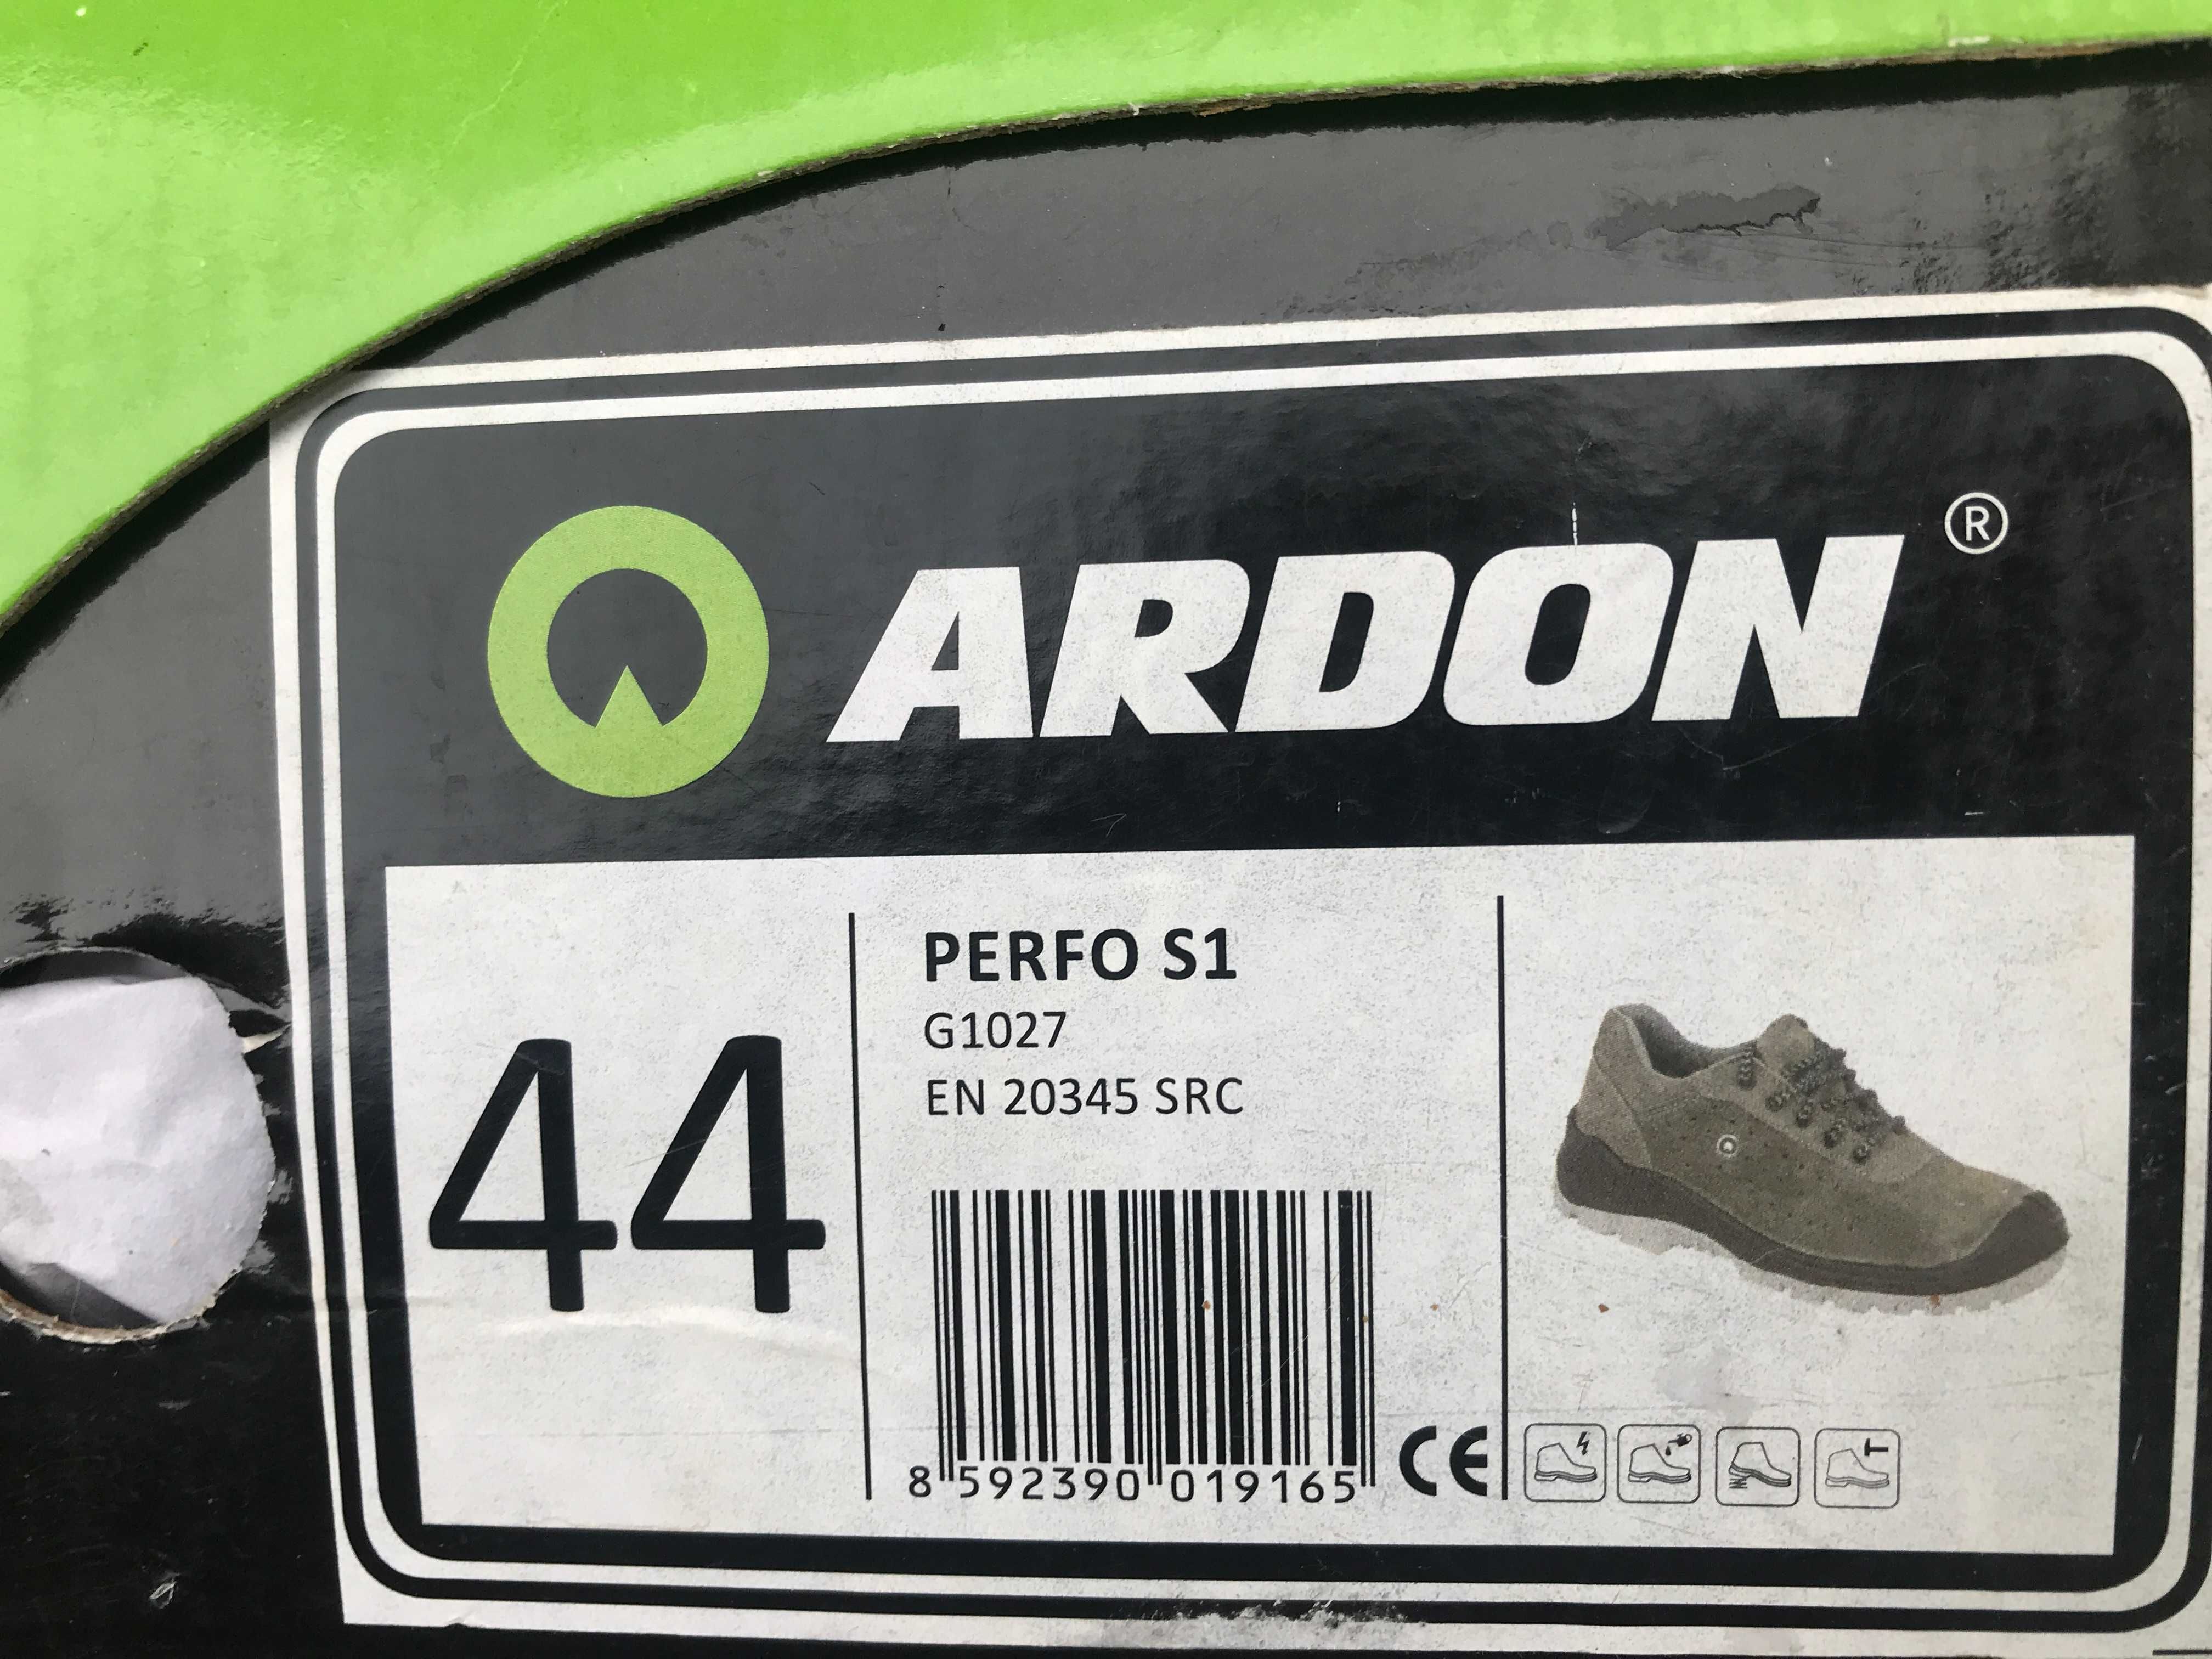 ARDON ®
44
PERFO S1
G1027
EN 20345 SRC
8 592390 019165
CE